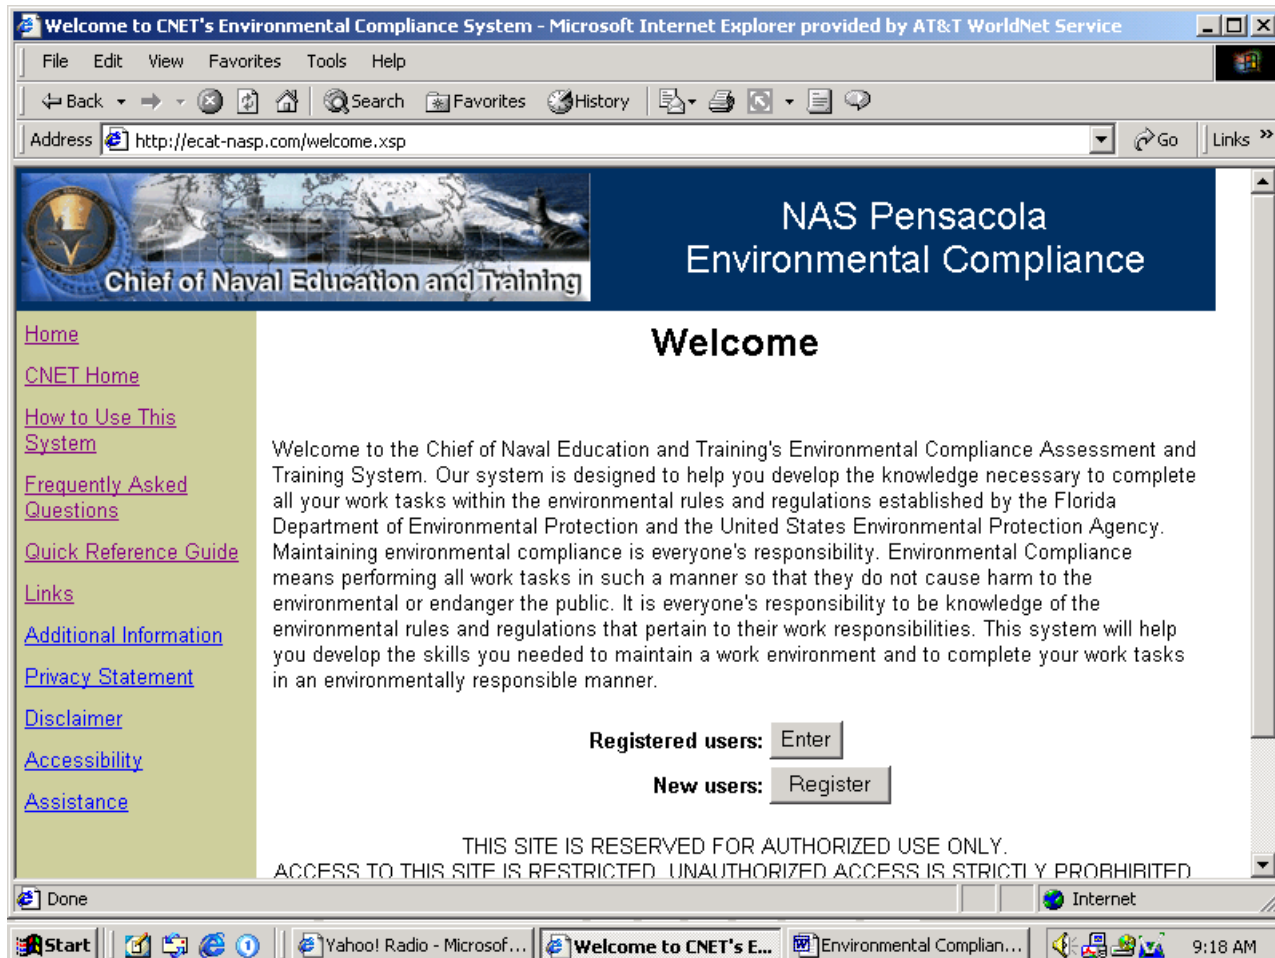 Welcome to CNET's Environmental Compliance System - Microsoft Internet Explorer provided by AT&T WorldNet Service
File Edit View Favorites Tools Help
Back Search Favorites History
Address http://ecat-nasp.com/welcome.xsp Go Links »
Chief of Naval Education and Training
NAS Pensacola
Environmental Compliance
Home
CNET Home
How to Use This
System
Frequently Asked
Questions
Quick Reference Guide
Links
Additional Information
Privacy Statement
Disclaimer
Accessibility
Assistance
Welcome
Welcome to the Chief of Naval Education and Training's Environmental Compliance Assessment and
Training System. Our system is designed to help you develop the knowledge necessary to complete
all your work tasks within the environmental rules and regulations established by the Florida
Department of Environmental Protection and the United States Environmental Protection Agency.
Maintaining environmental compliance is everyone's responsibility. Environmental Compliance
means performing all work tasks in such a manner so that they do not cause harm to the
environmental or endanger the public. It is everyone's responsibility to be knowledge of the
environmental rules and regulations that pertain to their work responsibilities. This system will help
you develop the skills you needed to maintain a work environment and to complete your work tasks
in an environmentally responsible manner.
Registered users: Enter
New users: Register
THIS SITE IS RESERVED FOR AUTHORIZED USE ONLY.
ACCESS TO THIS SITE IS RESTRICTED. UNAUTHORIZED ACCESS IS STRICTLY PROBHIBITED
Done Internet
Start Yahoo! Radio - Microsof... Welcome to CNET's E... Environmental Complian... 9:18 AM